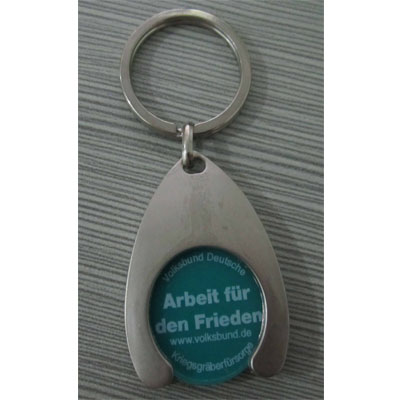 Volksbund Deutsche
Arbeit für
den Frieden
www.volksbund.de
Kriegsgräberfürsorge